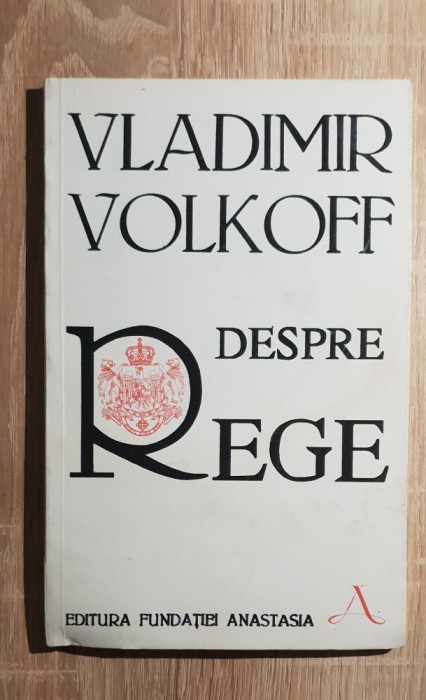 VLADIMIR
VOLKOFF
DESPRE
REGE
EDITURA FUNDAȚIEI ANASTASIA A.